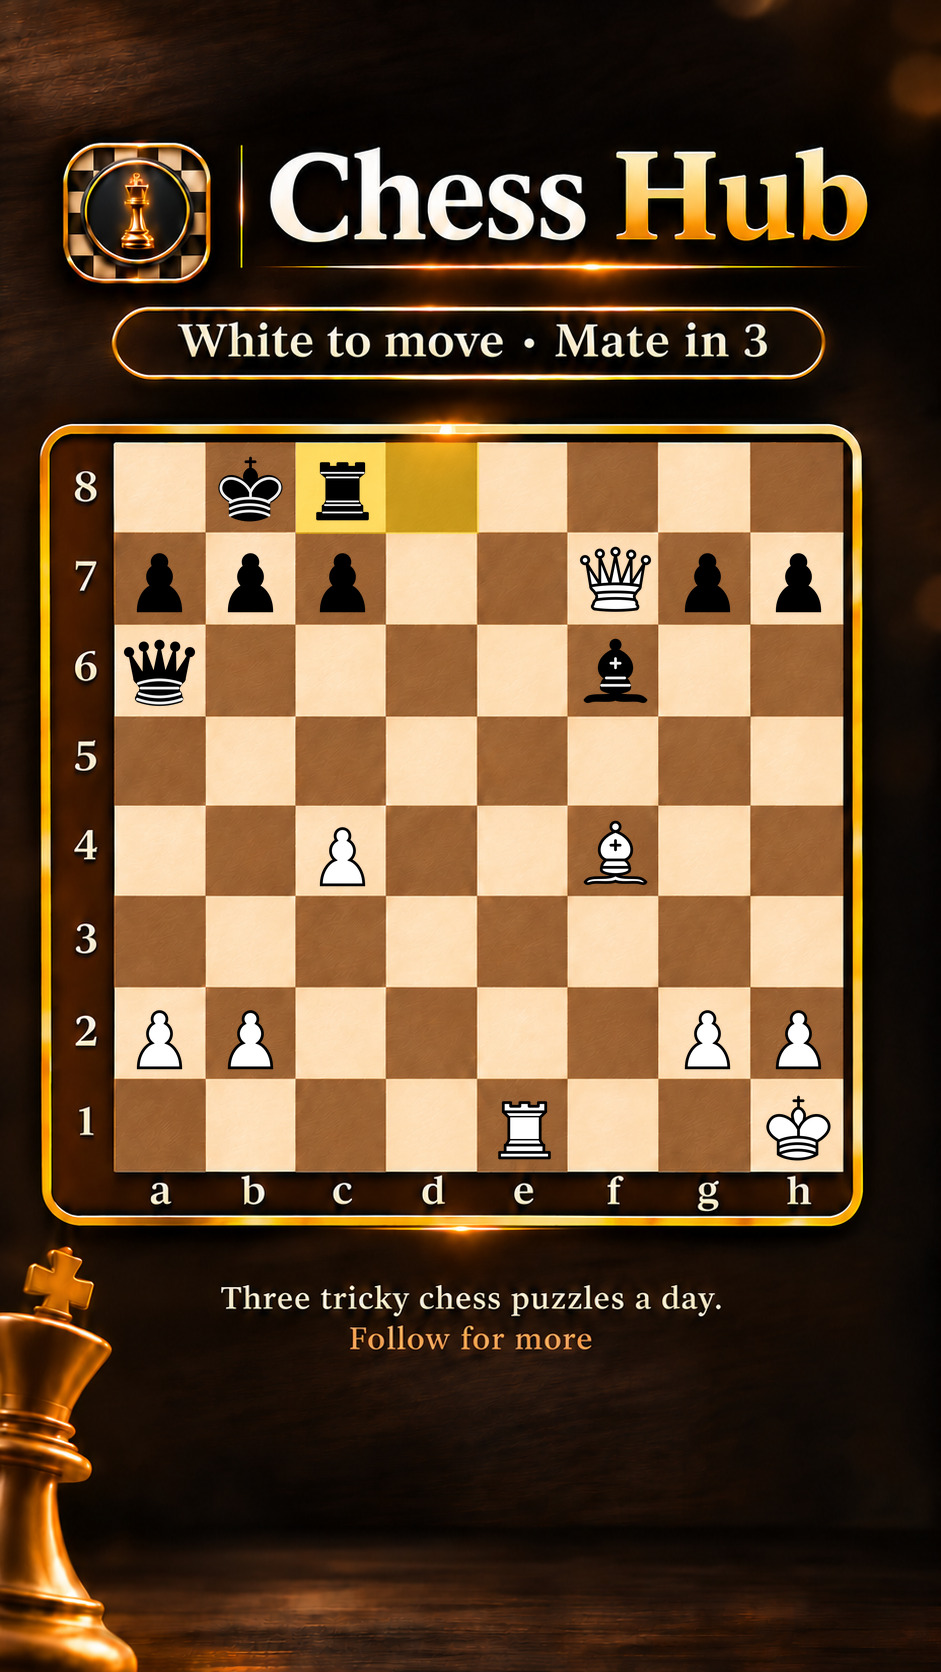 Chess Hub
White to move • Mate in 3
8
7
6
5
4
3
2
1
a b c d e f g h
Three tricky chess puzzles a day.
Follow for more